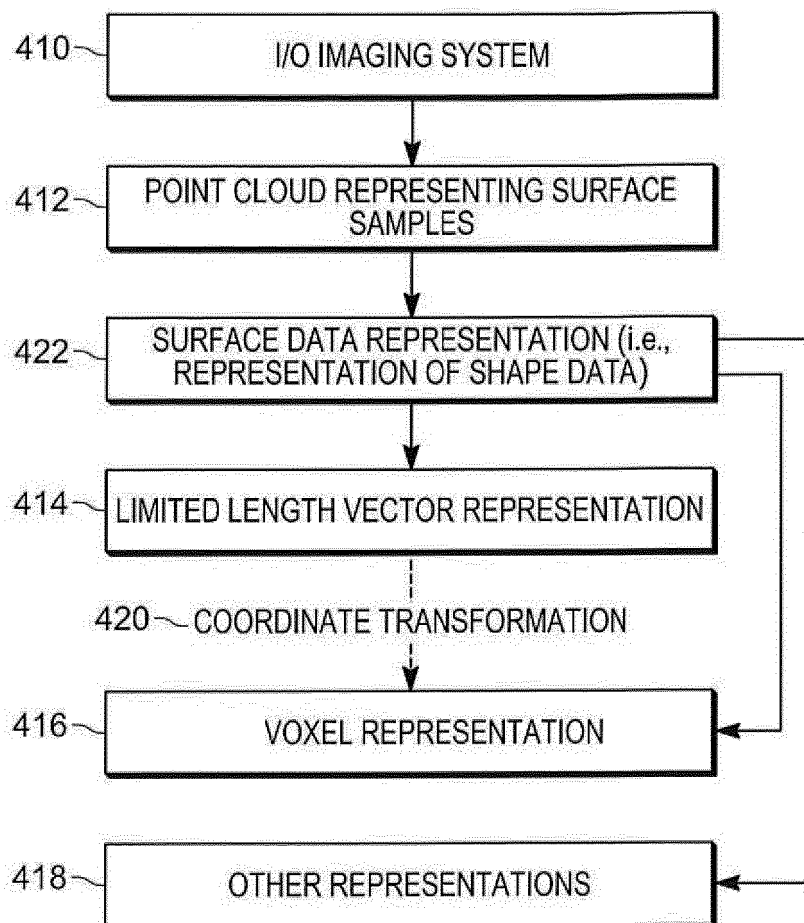 410
I/O IMAGING SYSTEM
412
POINT CLOUD REPRESENTING SURFACE
SAMPLES
422
SURFACE DATA REPRESENTATION (i.e.,
REPRESENTATION OF SHAPE DATA)
414
LIMITED LENGTH VECTOR REPRESENTATION
420
COORDINATE TRANSFORMATION
416
VOXEL REPRESENTATION
418
OTHER REPRESENTATIONS